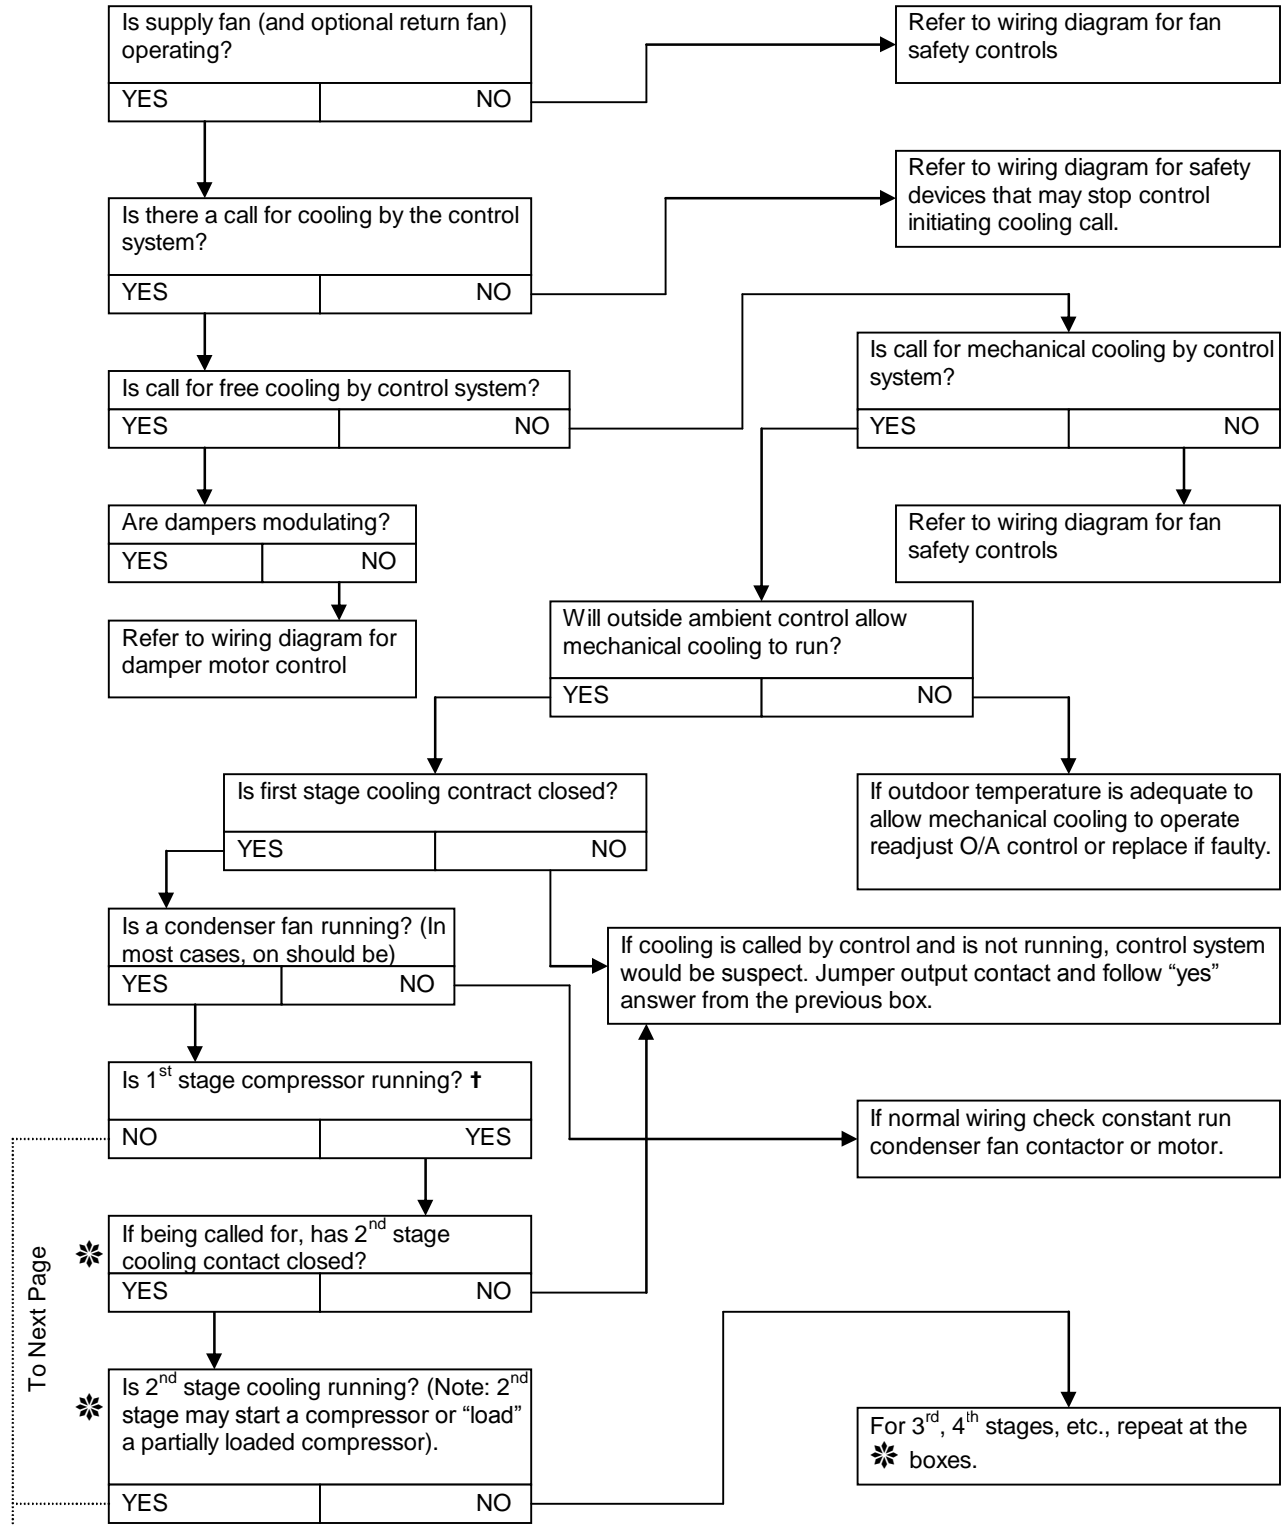 Is supply fan (and optional return fan)
operating?
YES NO
Refer to wiring diagram for fan
safety controls
Refer to wiring diagram for safety
devices that may stop control
initiating cooling call.
Is there a call for cooling by the control
system?
YES NO
Is call for mechanical cooling by control
system?
YES NO
Is call for free cooling by control system?
YES NO
Refer to wiring diagram for fan
safety controls
Are dampers modulating?
YES NO
Refer to wiring diagram for
damper motor control
Will outside ambient control allow
mechanical cooling to run?
YES NO
Is first stage cooling contract closed?
YES NO
If outdoor temperature is adequate to
allow mechanical cooling to operate
readjust O/A control or replace if faulty.
Is a condenser fan running? (In
most cases, on should be)
YES NO
If cooling is called by control and is not running, control system
would be suspect. Jumper output contact and follow “yes”
answer from the previous box.
Is 1st stage compressor running? †
NO YES
If normal wiring check constant run
condenser fan contactor or motor.
If being called for, has 2nd stage
cooling contact closed?
YES NO
To Next Page
Is 2nd stage cooling running? (Note: 2nd
stage may start a compressor or “load”
a partially loaded compressor).
YES NO
For 3rd, 4th stages, etc., repeat at the
❋ boxes.